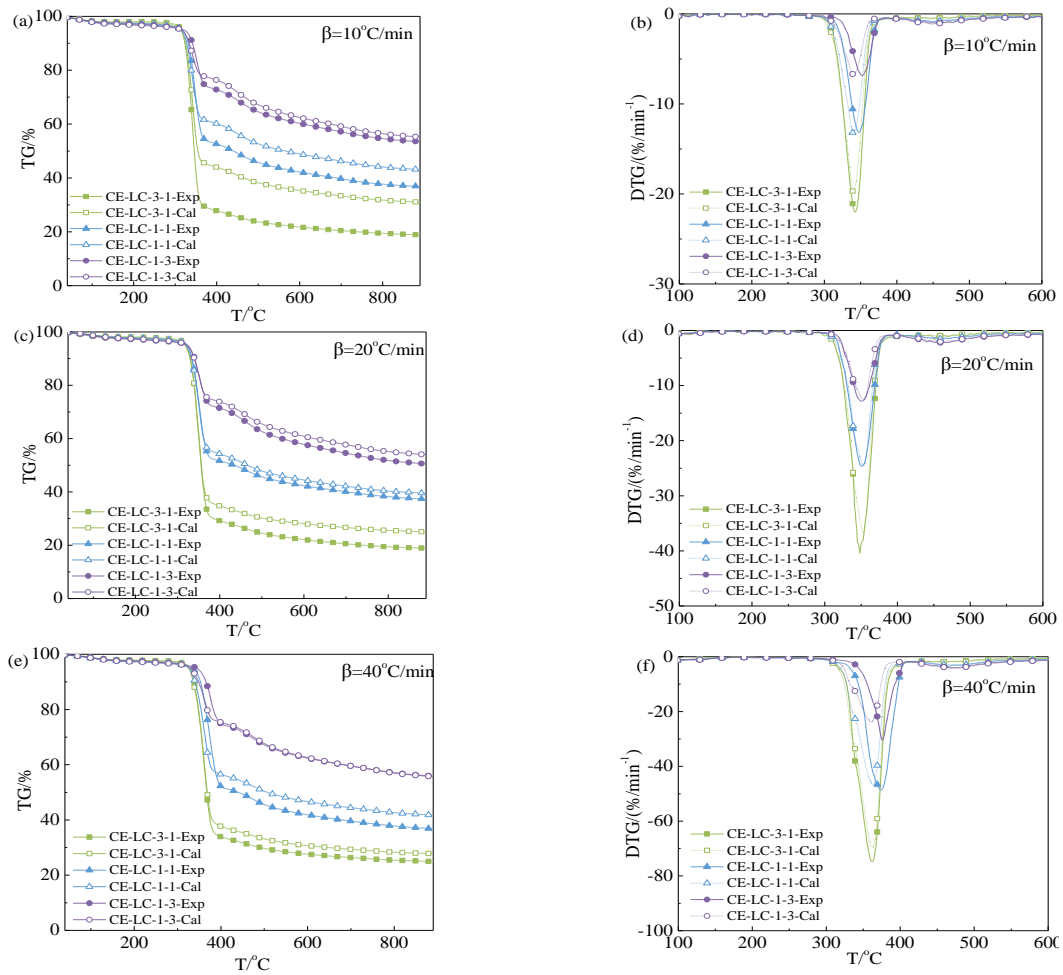 (a)
β=10°C/min
TG/%
100
80
60
40
20
0
CE-LC-3-1-Exp
CE-LC-3-1-Cal
CE-LC-1-1-Exp
CE-LC-1-1-Cal
CE-LC-1-3-Exp
CE-LC-1-3-Cal
200
400
600
800
T/°C
(b)
β=10°C/min
DTG/(%/min⁻¹)
0
-10
-20
-30
CE-LC-3-1-Exp
CE-LC-3-1-Cal
CE-LC-1-1-Exp
CE-LC-1-1-Cal
CE-LC-1-3-Exp
CE-LC-1-3-Cal
100
200
300
400
500
600
T/°C
(c)
β=20°C/min
TG/%
100
80
60
40
20
0
CE-LC-3-1-Exp
CE-LC-3-1-Cal
CE-LC-1-1-Exp
CE-LC-1-1-Cal
CE-LC-1-3-Exp
CE-LC-1-3-Cal
200
400
600
800
T/°C
(d)
β=20°C/min
DTG/(%/min⁻¹)
0
-10
-20
-30
-40
-50
CE-LC-3-1-Exp
CE-LC-3-1-Cal
CE-LC-1-1-Exp
CE-LC-1-1-Cal
CE-LC-1-3-Exp
CE-LC-1-3-Cal
100
200
300
400
500
600
T/°C
(e)
β=40°C/min
TG/%
100
80
60
40
20
0
CE-LC-3-1-Exp
CE-LC-3-1-Cal
CE-LC-1-1-Exp
CE-LC-1-1-Cal
CE-LC-1-3-Exp
CE-LC-1-3-Cal
200
400
600
800
T/°C
(f)
β=40°C/min
DTG/(%/min⁻¹)
0
-20
-40
-60
-80
-100
CE-LC-3-1-Exp
CE-LC-3-1-Cal
CE-LC-1-1-Exp
CE-LC-1-1-Cal
CE-LC-1-3-Exp
CE-LC-1-3-Cal
100
200
300
400
500
600
T/°C